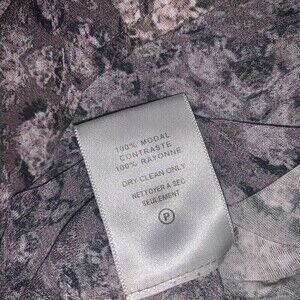 100% MODAL
CONTRASTE
100% RAYONNE
DRY CLEAN ONLY
NETTOYER A SEC
SEULEMENT
P